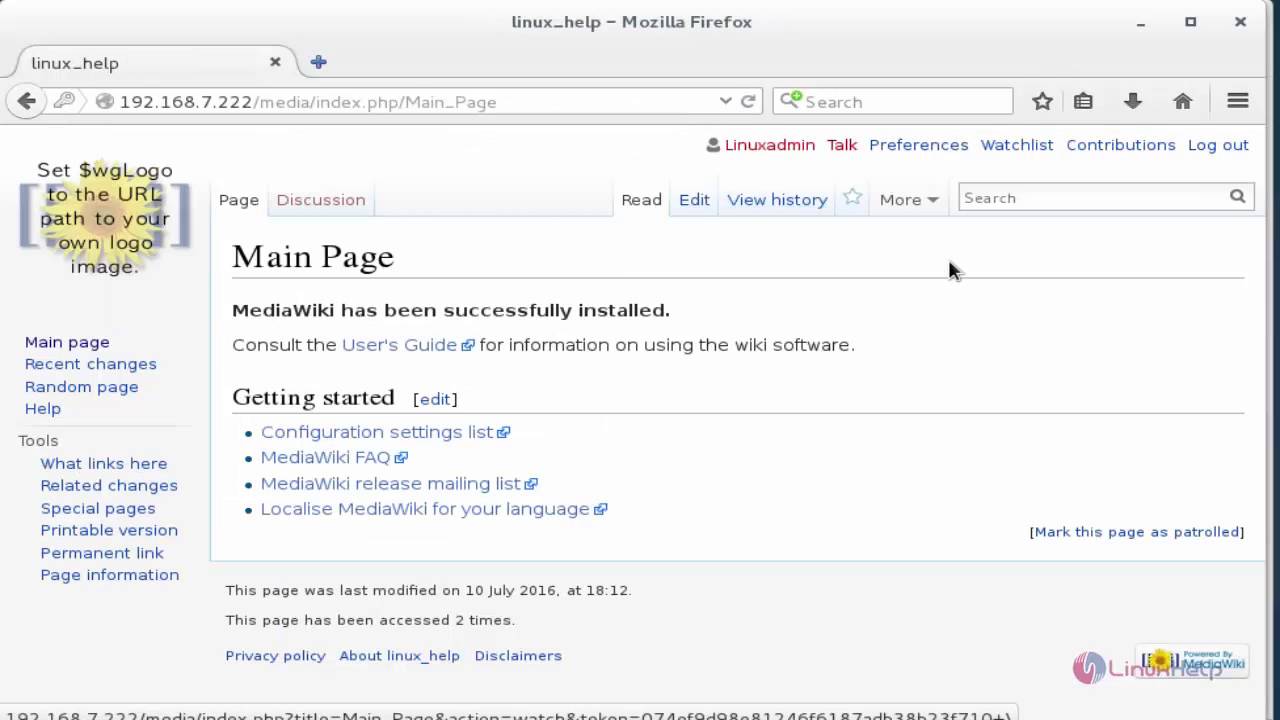 linux_help – Mozilla Firefox
linux_help
192.168.7.222/media/index.php/Main_Page
Search
Linuxadmin Talk Preferences Watchlist Contributions Log out
Set $wgLogo
to the URL
path to your
own logo
image.
Page Discussion Read Edit View history More Search
Main Page
MediaWiki has been successfully installed.
Consult the User's Guide for information on using the wiki software.
Main page
Recent changes
Random page
Help
Getting started [edit]
Configuration settings list
MediaWiki FAQ
MediaWiki release mailing list
Localise MediaWiki for your language
Tools
What links here
Related changes
Special pages
Printable version
Permanent link
Page information
[Mark this page as patrolled]
This page was last modified on 10 July 2016, at 18:12.
This page has been accessed 2 times.
Privacy policy About linux_help Disclaimers
Powered By
MediaWiki
LinuxHelp
192.168.7.222/media/index.php?title=Main_Page&action=watch&token=